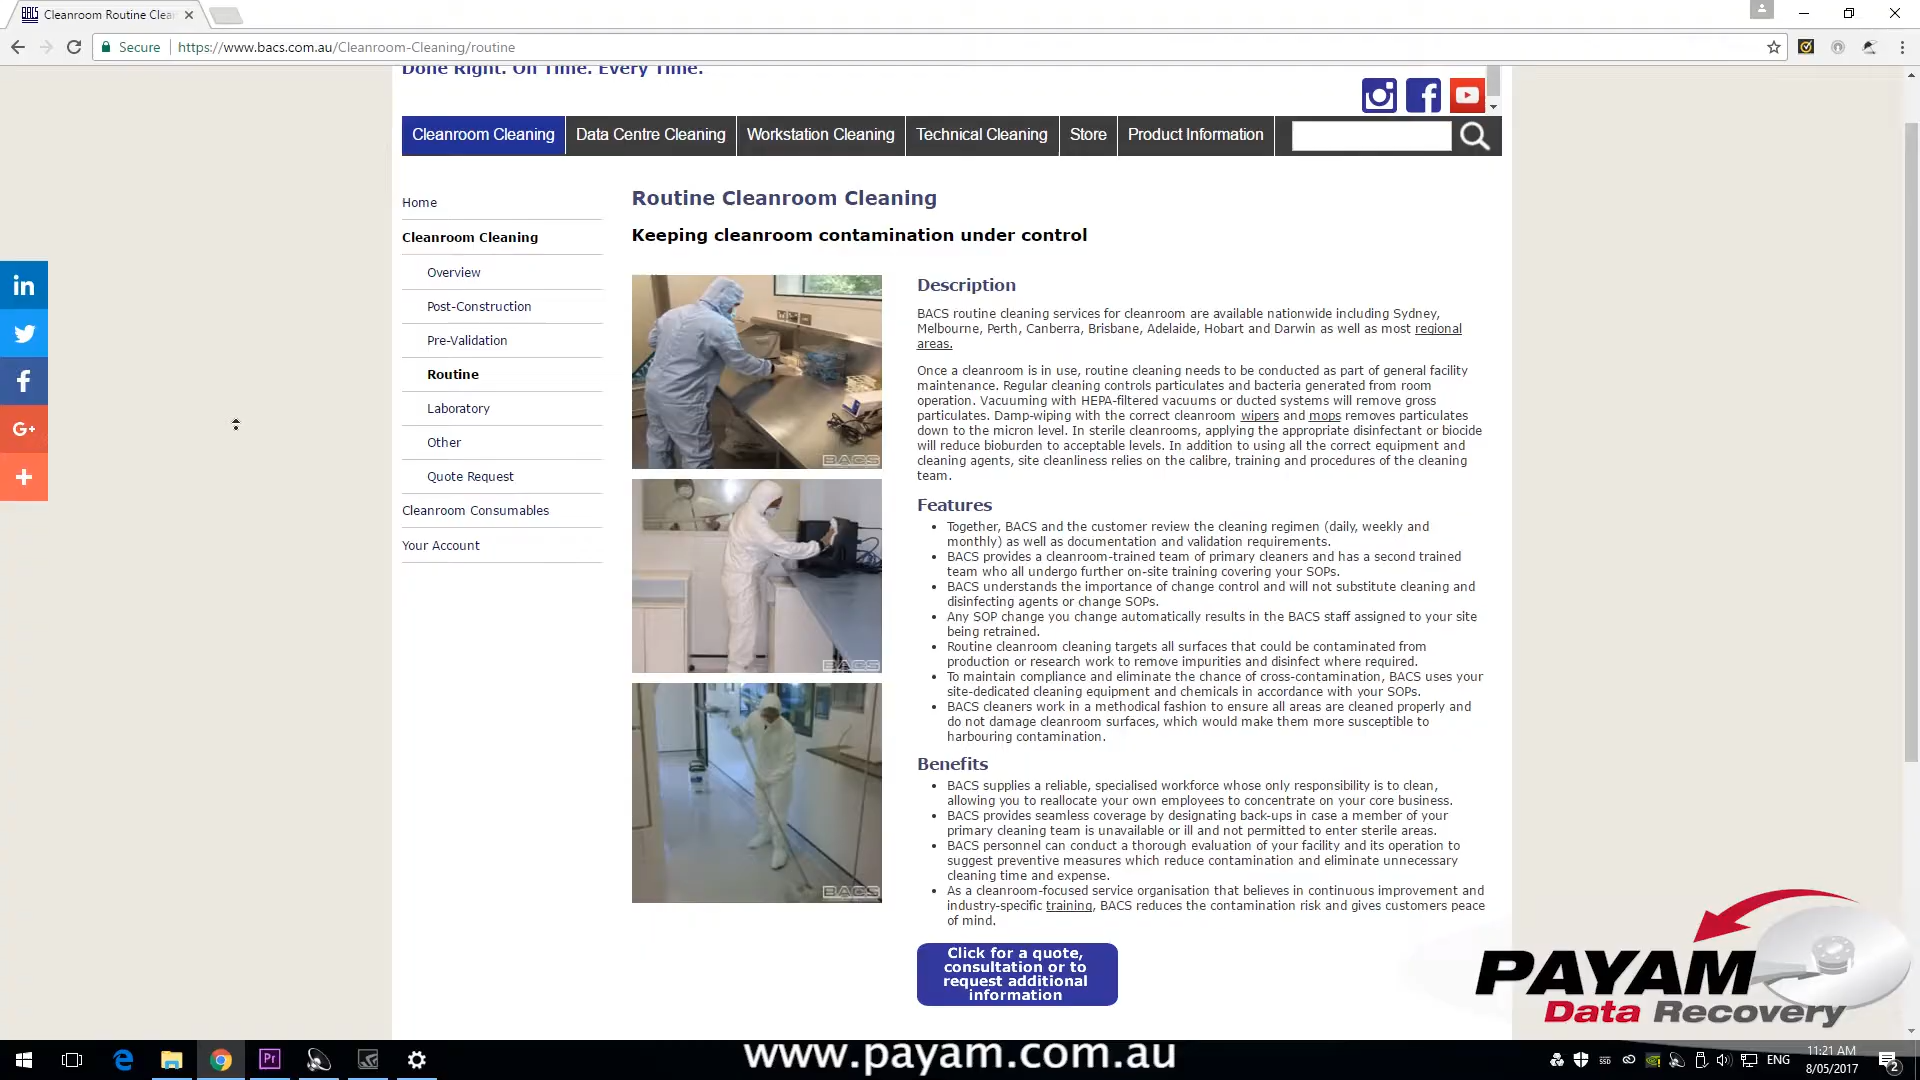 Cleanroom Routine Clea
Secure
https://www.bacs.com.au/Cleanroom-Cleaning/routine
Done Right. On Time. Every Time.
Cleanroom Cleaning
Data Centre Cleaning
Workstation Cleaning
Technical Cleaning
Store
Product Information
Home
Cleanroom Cleaning
Overview
Post-Construction
Pre-Validation
Routine
Laboratory
Other
Quote Request
Cleanroom Consumables
Your Account
in
G+
Routine Cleanroom Cleaning
Keeping cleanroom contamination under control
BACS
BACS
BACS
Description
BACS routine cleaning services for cleanroom are available nationwide including Sydney,
Melbourne, Perth, Canberra, Brisbane, Adelaide, Hobart and Darwin as well as most regional
areas.
Once a cleanroom is in use, routine cleaning needs to be conducted as part of general facility
maintenance. Regular cleaning controls particulates and bacteria generated from room
operation. Vacuuming with HEPA-filtered vacuums or ducted systems will remove gross
particulates. Damp-wiping with the correct cleanroom wipers and mops removes particulates
down to the micron level. In sterile cleanrooms, applying the appropriate disinfectant or biocide
will reduce bioburden to acceptable levels. In addition to using all the correct equipment and
cleaning agents, site cleanliness relies on the calibre, training and procedures of the cleaning
team.
Features
• Together, BACS and the customer review the cleaning regimen (daily, weekly and
monthly) as well as documentation and validation requirements.
• BACS provides a cleanroom-trained team of primary cleaners and has a second trained
team who all undergo further on-site training covering your SOPs.
• BACS understands the importance of change control and will not substitute cleaning and
disinfecting agents or change SOPs.
• Any SOP change you change automatically results in the BACS staff assigned to your site
being retrained.
• Routine cleanroom cleaning targets all surfaces that could be contaminated from
production or research work to remove impurities and disinfect where required.
• To maintain compliance and eliminate the chance of cross-contamination, BACS uses your
site-dedicated cleaning equipment and chemicals in accordance with your SOPs.
• BACS cleaners work in a methodical fashion to ensure all areas are cleaned properly and
do not damage cleanroom surfaces, which would make them more susceptible to
harbouring contamination.
Benefits
• BACS supplies a reliable, specialised workforce whose only responsibility is to clean,
allowing you to reallocate your own employees to concentrate on your core business.
• BACS provides seamless coverage by designating back-ups in case a member of your
primary cleaning team is unavailable or ill and not permitted to enter sterile areas.
• BACS personnel can conduct a thorough evaluation of your facility and its operation to
suggest preventive measures which reduce contamination and eliminate unnecessary
cleaning time and expense.
• As a cleanroom-focused service organisation that believes in continuous improvement and
industry-specific training, BACS reduces the contamination risk and gives customers peace
of mind.
Click for a quote,
consultation or to
request additional
information
PAYAM
Data Recovery
www.payam.com.au
Pr
ENG
11:21 AM
8/05/2017
2